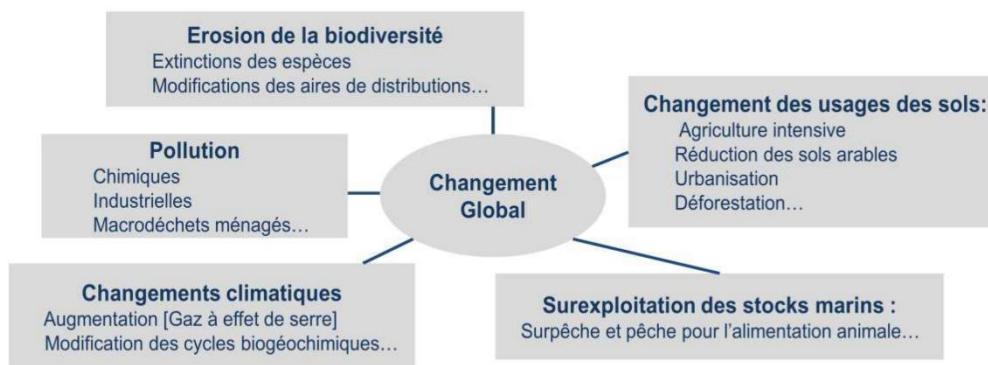 Erosion de la biodiversité
Extinctions des espèces
Modifications des aires de distributions…
Changement des usages des sols:
Agriculture intensive
Réduction des sols arables
Urbanisation
Déforestation…
Pollution
Chimiques
Industrielles
Macrodéchets ménagés…
Changement
Global
Changements climatiques
Augmentation [Gaz à effet de serre]
Modification des cycles biogéochimiques…
Surexploitation des stocks marins :
Surpêche et pêche pour l’alimentation animale…